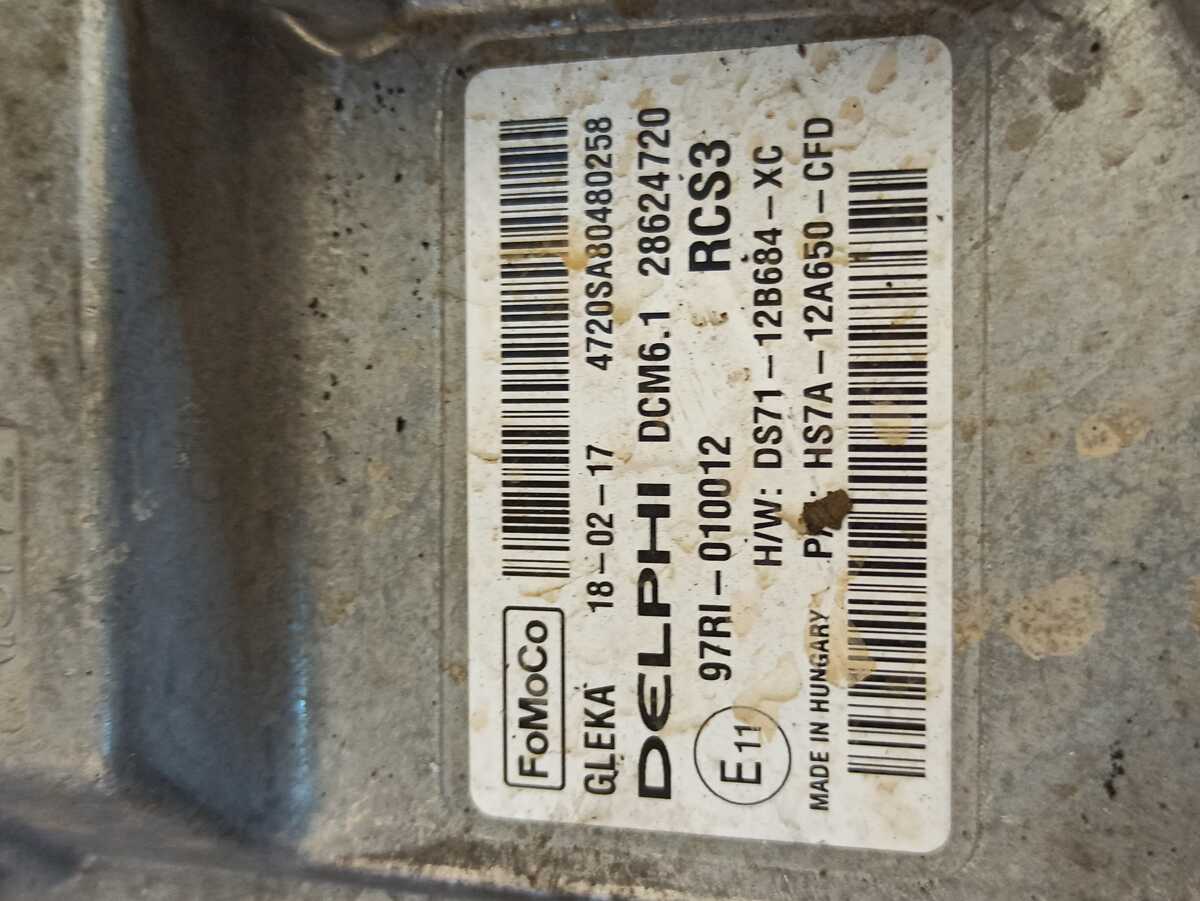 FoMoCo
GLEKA 18-02-17 4720SA80480258
DELPHI DCM6.1 28624720
97RI-010012 RCS3
E11
H/W: DS71-12B684-XC
HS7A-12A650-CFD
MADE IN HUNGARY